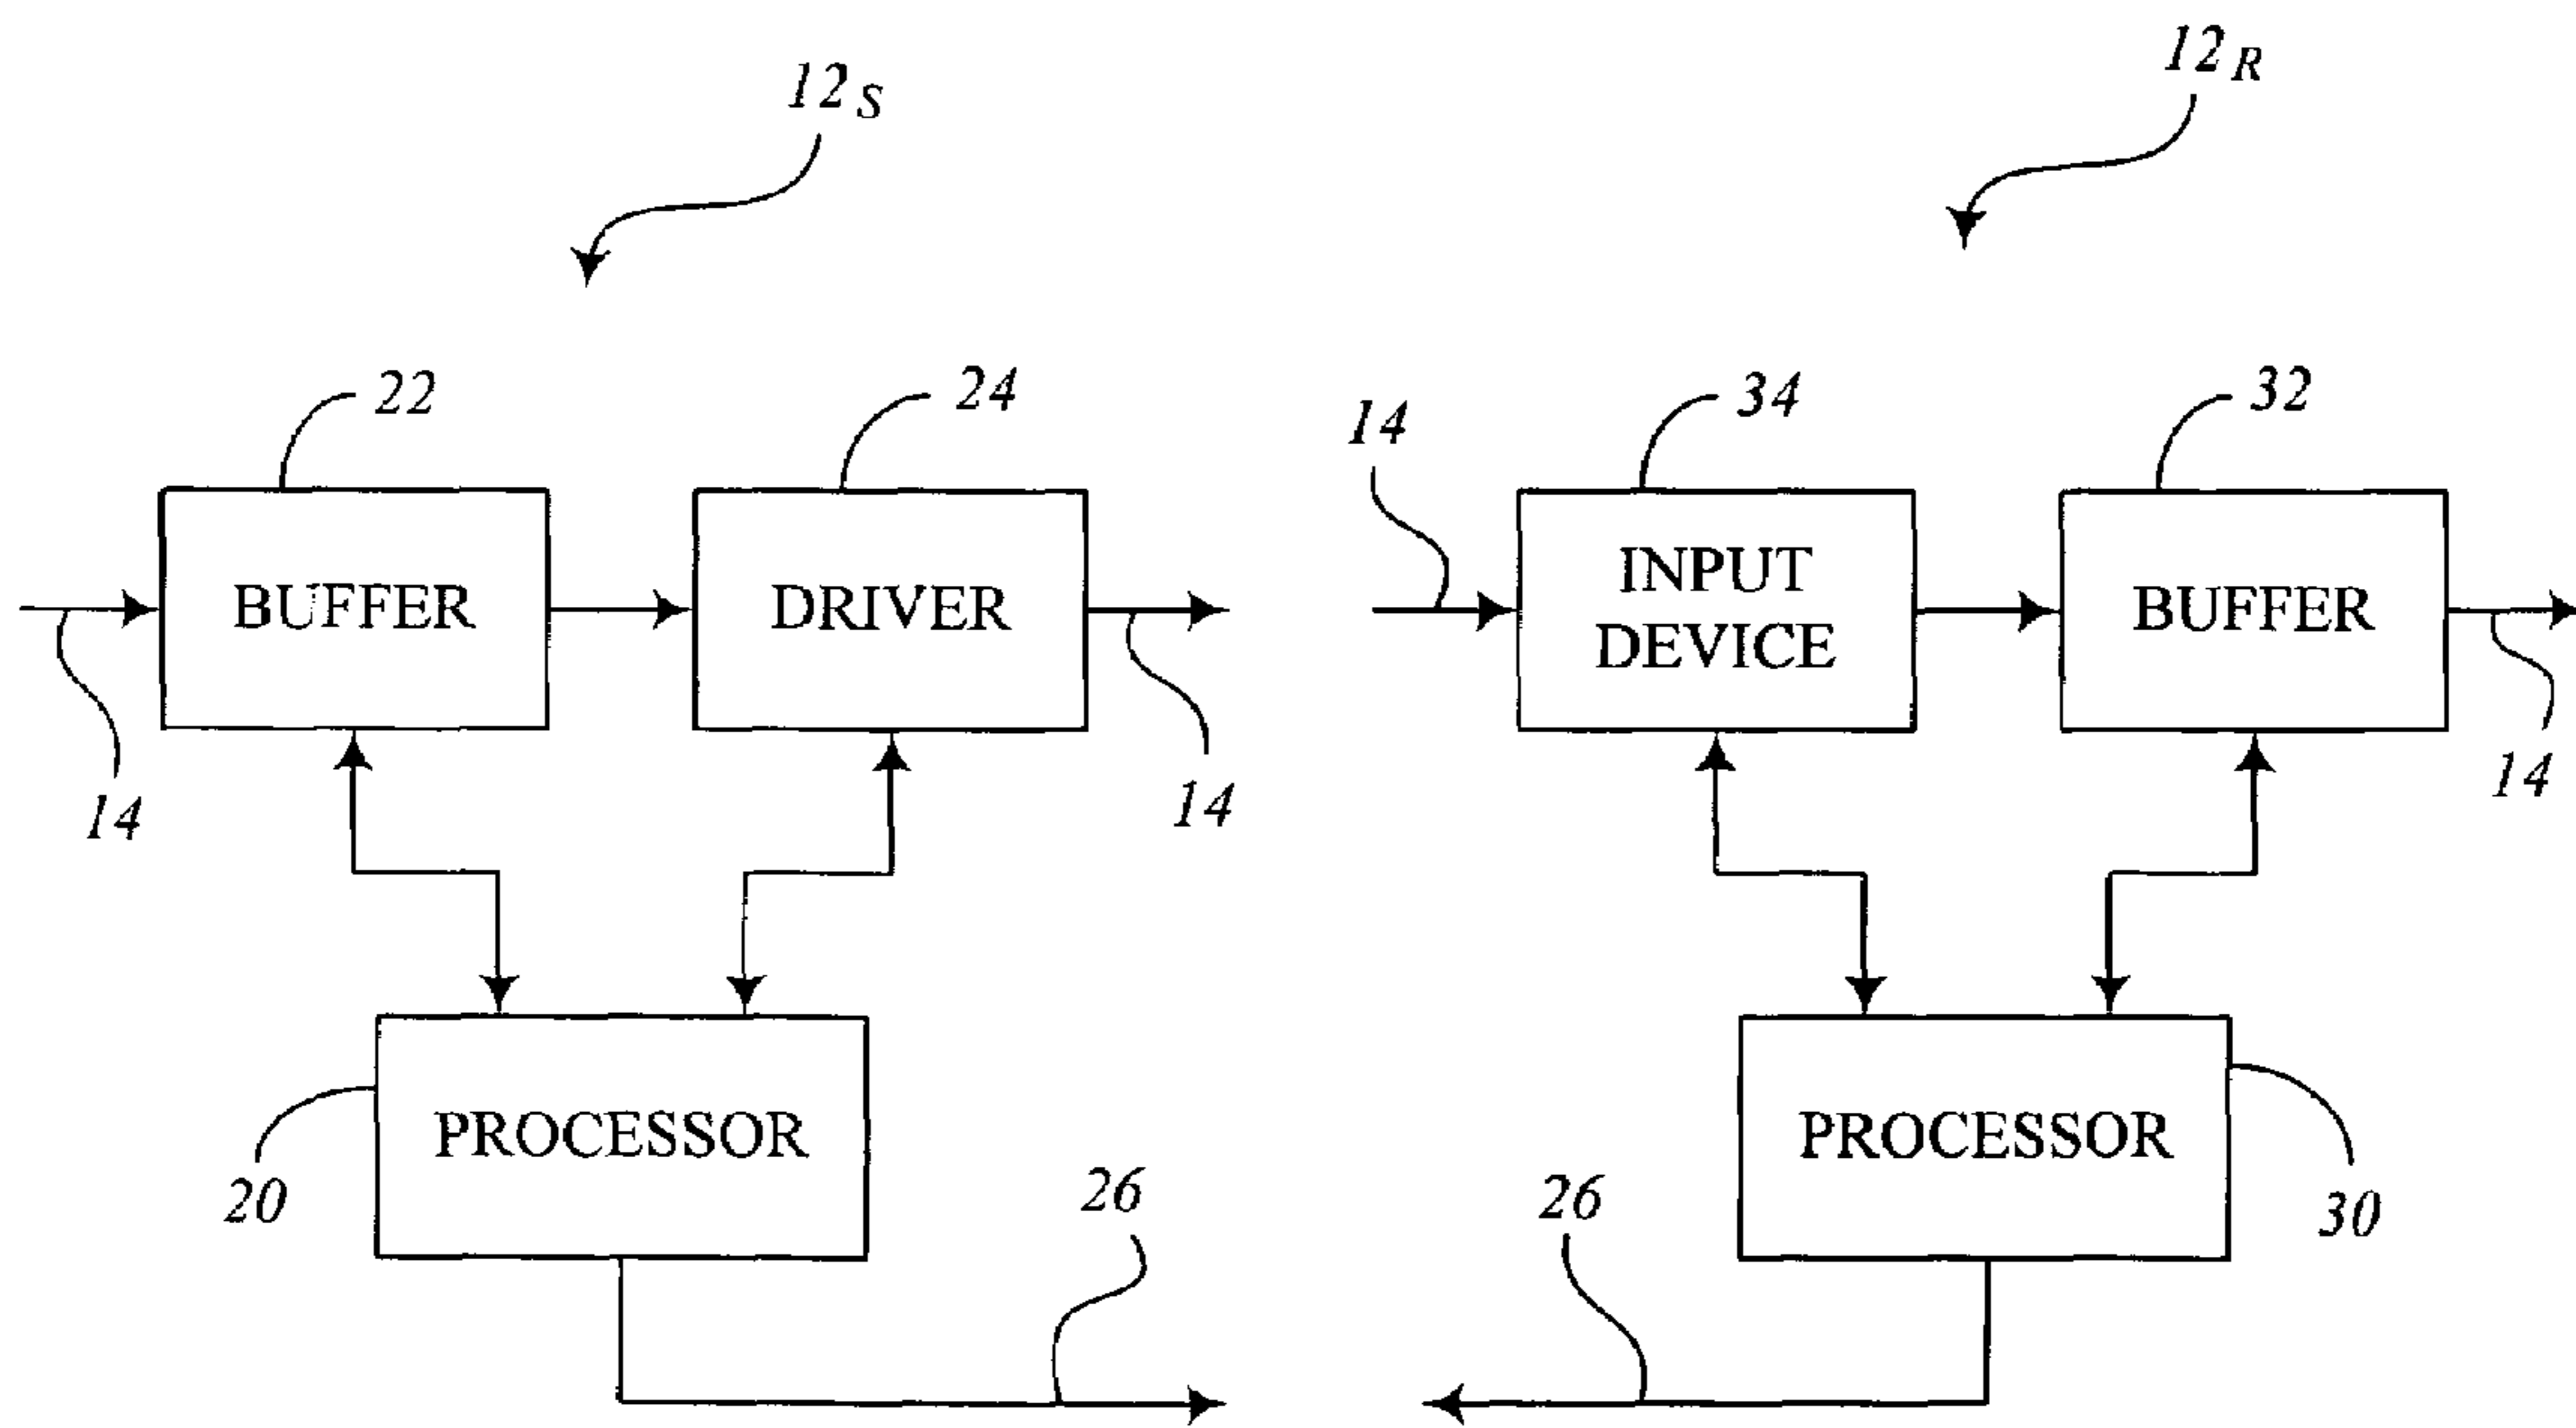 12S
12R
22
24
14
34
32
BUFFER
DRIVER
INPUT
DEVICE
BUFFER
14
14
14
PROCESSOR
PROCESSOR
20
26
26
30